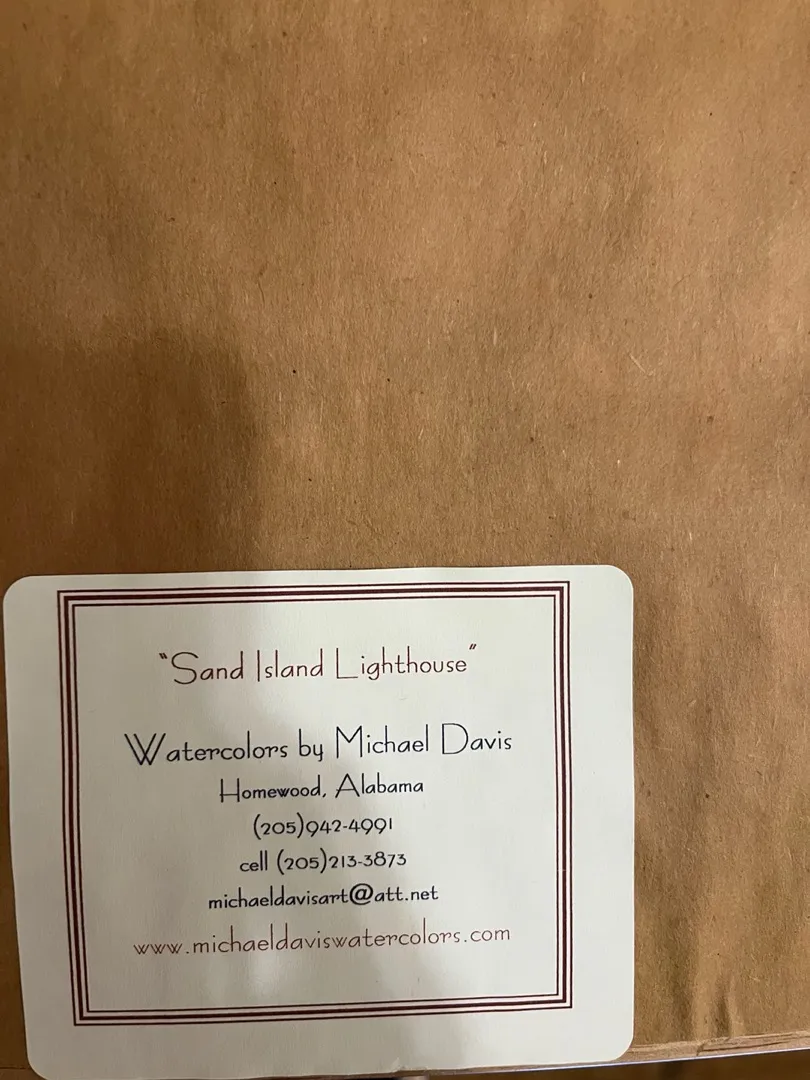 "Sand Island Lighthouse"
Watercolors by Michael Davis
Homewood, Alabama
(205)942-4991
cell (205)213-3873
michaeldavisart@att.net
www.michaeldaviswatercolors.com